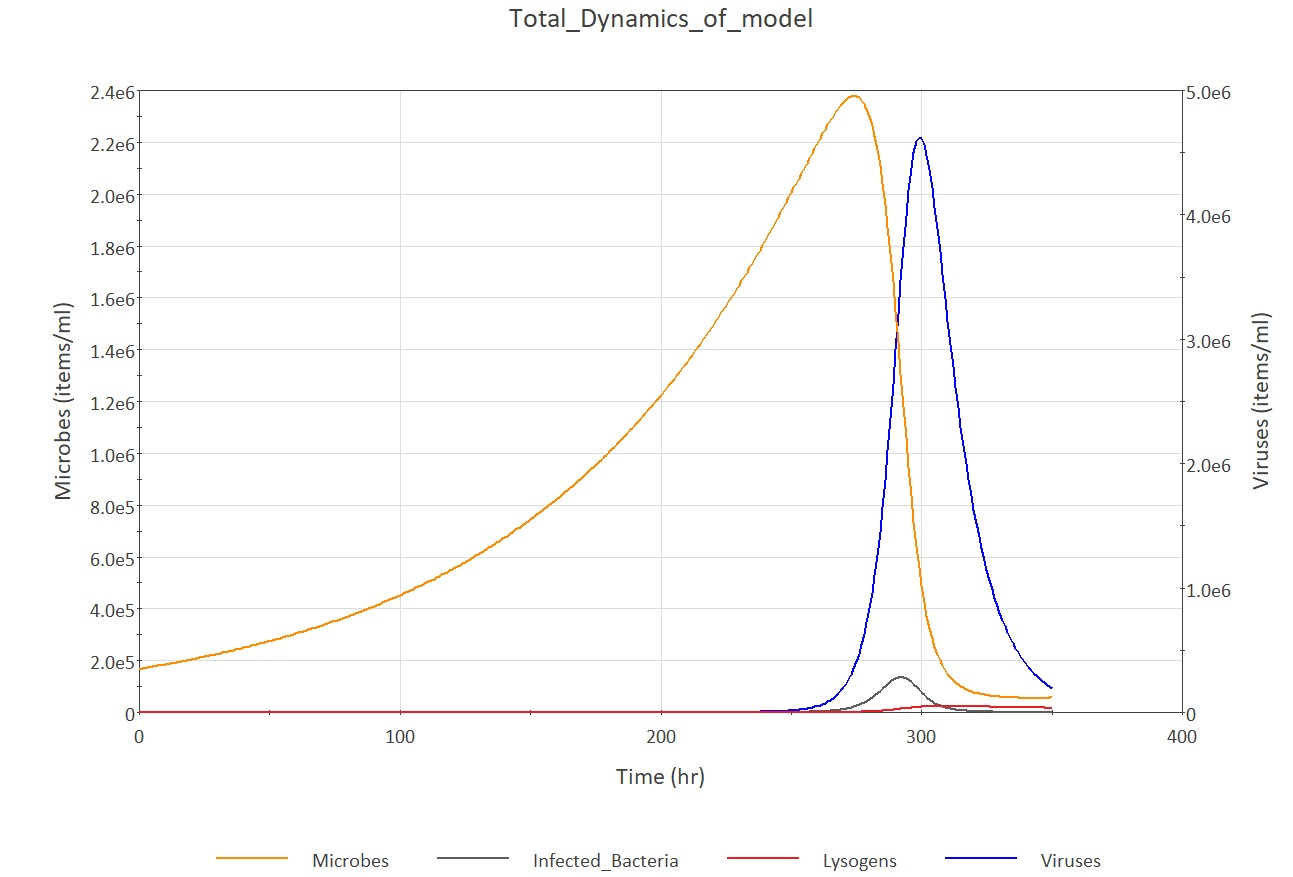 Total_Dynamics_of_model
2.4e6
2.2e6
2.0e6
1.8e6
1.6e6
1.4e6
1.2e6
1.0e6
8.0e5
6.0e5
4.0e5
2.0e5
0
Microbes (items/ml)
5.0e6
4.0e6
3.0e6
2.0e6
1.0e6
0
Viruses (items/ml)
0 100 200 300 400
Time (hr)
Microbes Infected_Bacteria Lysogens Viruses